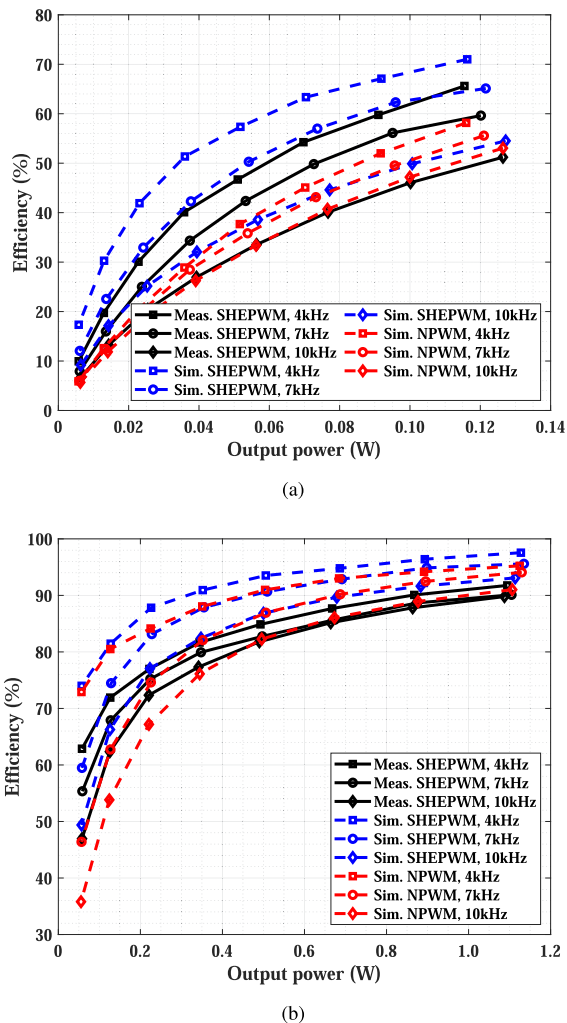 80
70
60
50
40
30
20
10
0
Efficiency (%)
Meas. SHEPWM, 4kHz
Meas. SHEPWM, 7kHz
Meas. SHEPWM, 10kHz
Sim. SHEPWM, 4kHz
Sim. SHEPWM, 7kHz
Sim. SHEPWM, 10kHz
Sim. NPWM, 4kHz
Sim. NPWM, 7kHz
Sim. NPWM, 10kHz
0 0.02 0.04 0.06 0.08 0.10 0.12 0.14
Output power (W)
(a)
100
90
80
70
60
50
40
30
Efficiency (%)
Meas. SHEPWM, 4kHz
Meas. SHEPWM, 7kHz
Meas. SHEPWM, 10kHz
Sim. SHEPWM, 4kHz
Sim. SHEPWM, 7kHz
Sim. SHEPWM, 10kHz
Sim. NPWM, 4kHz
Sim. NPWM, 7kHz
Sim. NPWM, 10kHz
0 0.2 0.4 0.6 0.8 1.0 1.2
Output power (W)
(b)